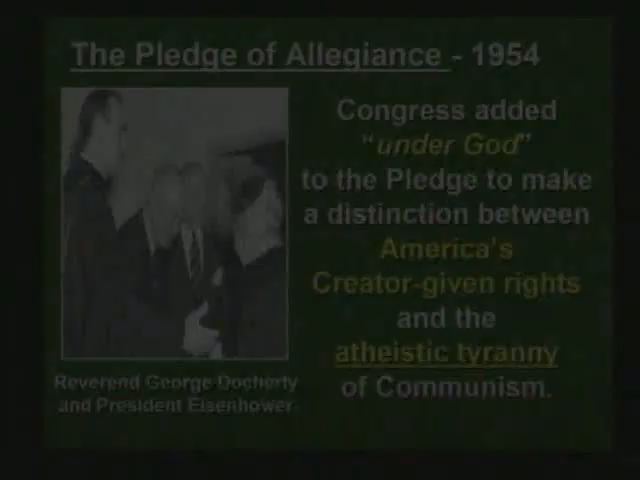 The Pledge of Allegiance - 1954
Congress added
“under God”
to the Pledge to make
a distinction between
America's
Creator-given rights
and the
atheistic tyranny
of Communism.
Reverend George Docherty
and President Eisenhower